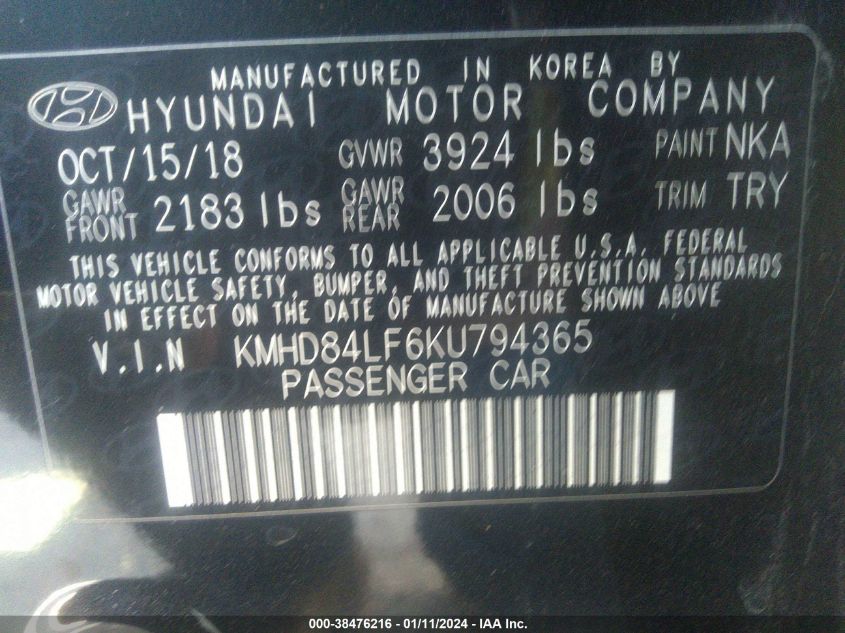 MANUFACTURED IN KOREA BY
HYUNDAI MOTOR COMPANY
OCT/15/18 GVWR 3924 lbs PAINT NKA
GAWR FRONT 2183 lbs GAWR REAR 2006 lbs TRIM TRY
THIS VEHICLE CONFORMS TO ALL APPLICABLE U.S.A. FEDERAL
MOTOR VEHICLE SAFETY, BUMPER, AND THEFT PREVENTION STANDARDS
IN EFFECT ON THE DATE OF MANUFACTURE SHOWN ABOVE
V.I.N KMHD84LF6KU794365
PASSENGER CAR
000-38476216 - 01/11/2024 - IAA Inc.